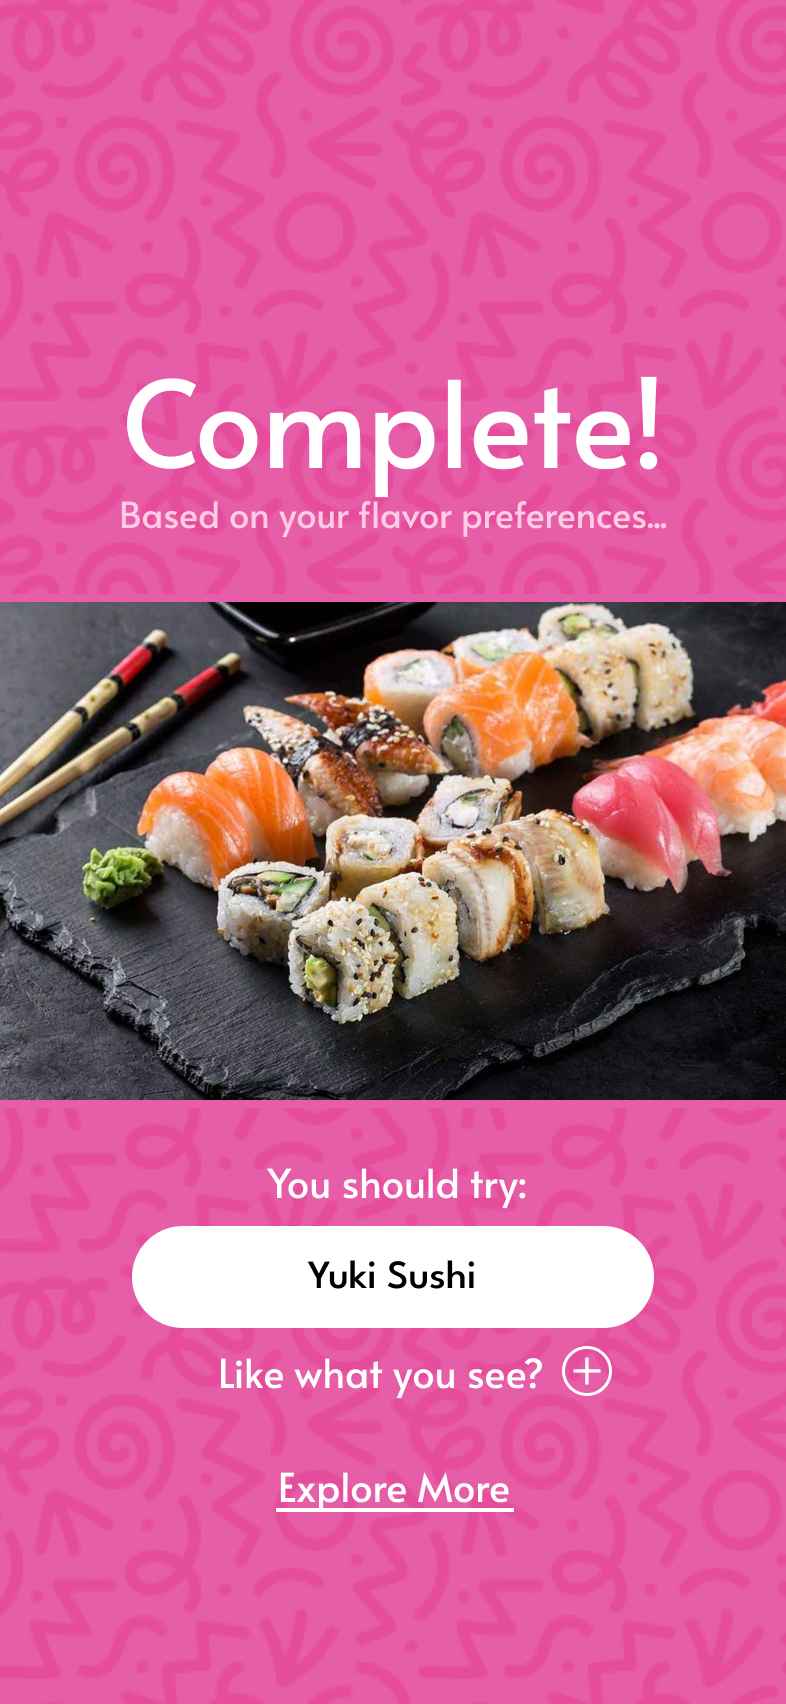 Complete!
Based on your flavor preferences...
You should try:
Yuki Sushi
Like what you see?
Explore More